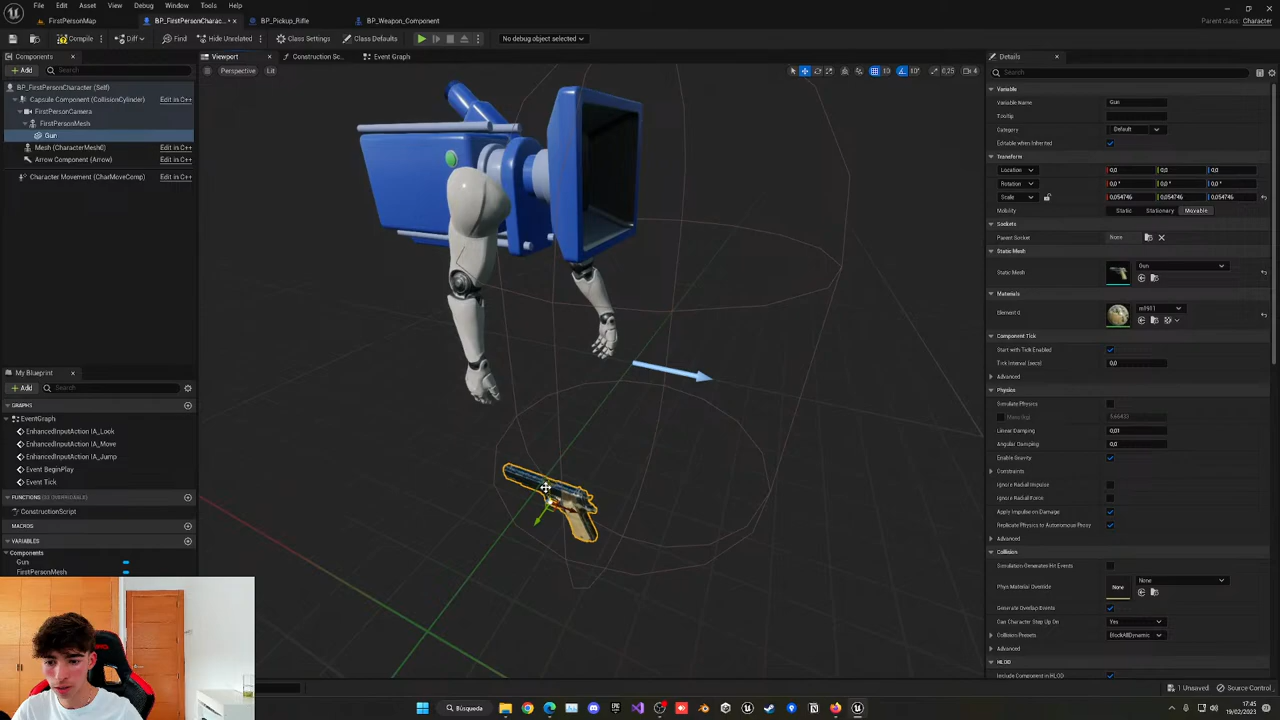 File Edit Asset View Debug Window Tools Help
FirstPersonMap BP_FirstPersonCharac... BP_Pickup_Rifle BP_Weapon_Component Parent class: Character
Compile Diff Find Hide Unrelated Class Settings Class Defaults No debug object selected
Components Viewport Construction Sc... Event Graph Details
Add Search Perspective Lit 10 10° 0,25 4 Search
BP_FirstPersonCharacter (Self) Variable
Capsule Component (CollisionCylinder) Edit in C++ Variable Name Gun
FirstPersonCamera Tooltip
FirstPersonMesh Category Default
Gun Editable when Inherited
Mesh (CharacterMesh0) Edit in C++ Transform
Arrow Component (Arrow) Edit in C++ Location 0,0 0,0 0,0
Character Movement (CharMoveComp) Edit in C++ Rotation 0,0 ° 0,0 ° 0,0 °
Scale 0,054746 0,054746 0,054746
Mobility Static Stationary Movable
Sockets
Parent Socket None
Static Mesh
Static Mesh Gun
Materials
Element 0 m1911
Component Tick
Start with Tick Enabled
Tick Interval (secs) 0,0
My Blueprint Advanced
Add Search Physics
GRAPHS Simulate Physics
EventGraph
EnhancedInputAction IA_Look Linear Damping 0,01
EnhancedInputAction IA_Move Angular Damping 0,0
EnhancedInputAction IA_Jump Enable Gravity
Event BeginPlay Constraints
Event Tick Ignore Radial Impulse
FUNCTIONS Ignore Radial Force
ConstructionScript Apply Impulse on Damage
MACROS Replicate Physics to Autonomous Proxy
VARIABLES Advanced
Components Collision
Gun Simulation Generates Hit Events
FirstPersonMesh Phys Material Override None None
Generate Overlap Events
Can Character Step Up On Yes
Collision Presets BlockAllDynamic
Advanced
HLOD
Include Component in HLOD
1 Unsaved Source Control
Búsqueda 17:45
19/02/2023